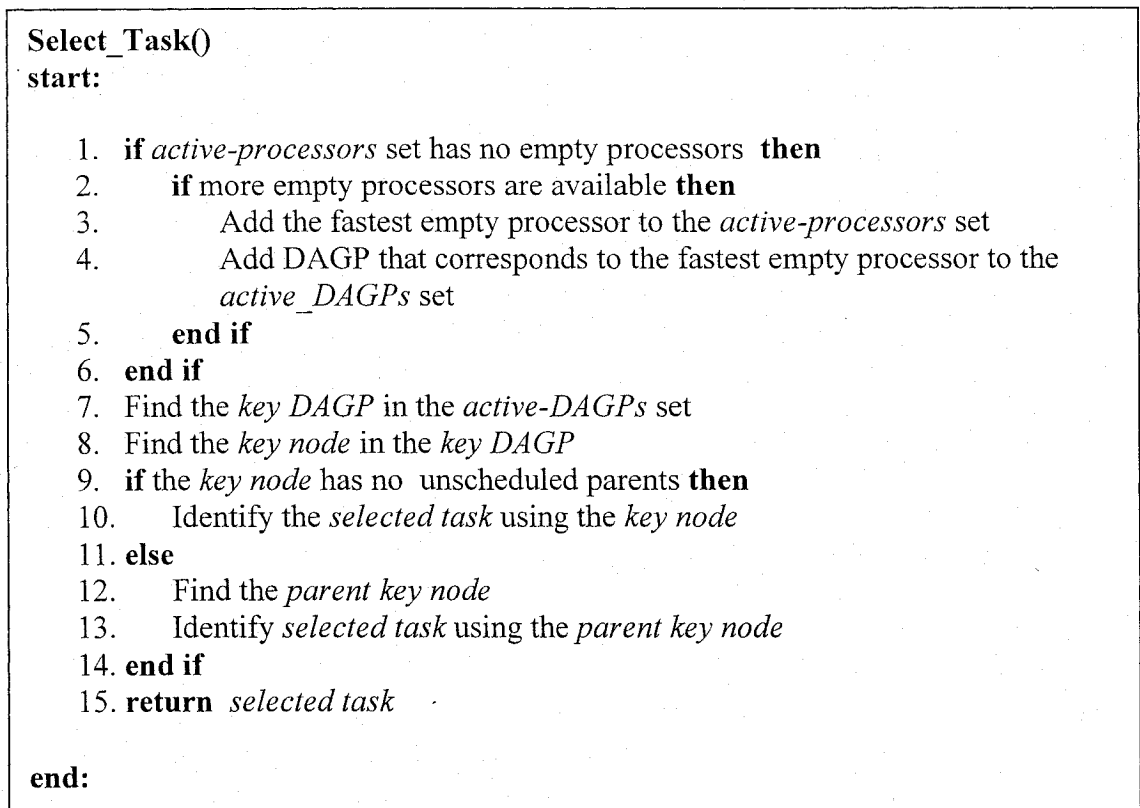 Select_Task()
start:
1. if active-processors set has no empty processors then
2. if more empty processors are available then
3. Add the fastest empty processor to the active-processors set
4. Add DAGP that corresponds to the fastest empty processor to the
active_DAGPs set
5. end if
6. end if
7. Find the key DAGP in the active-DAGPs set
8. Find the key node in the key DAGP
9. if the key node has no unscheduled parents then
10. Identify the selected task using the key node
11. else
12. Find the parent key node
13. Identify selected task using the parent key node
14. end if
15. return selected task
end: